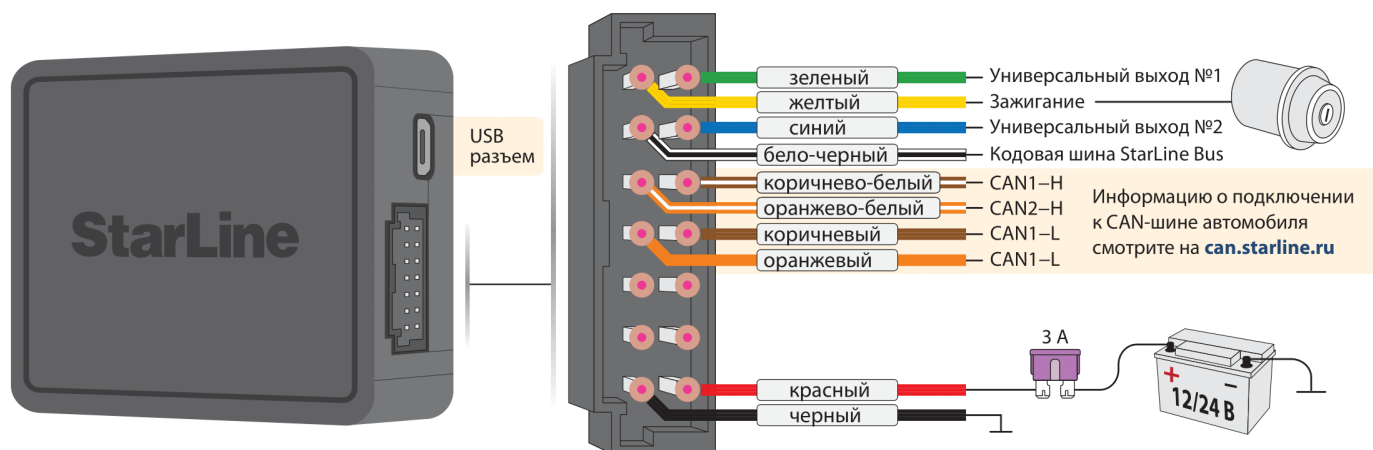 StarLine
USB
разъем
зеленый
Универсальный выход №1
желтый
Зажигание
синий
Универсальный выход №2
бело-черный
Кодовая шина StarLine Bus
коричнево-белый
CAN1–H
оранжево-белый
CAN2–H
коричневый
CAN1–L
оранжевый
CAN1–L
Информацию о подключении
к CAN-шине автомобиля
смотрите на can.starline.ru
3 А
красный
черный
+ –
12/24 В